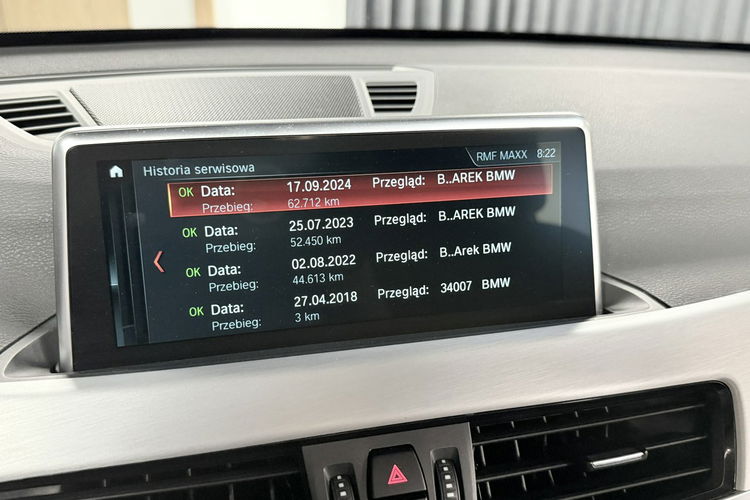 Historia serwisowa RMF MAXX 8:22
OK Data: 17.09.2024 Przegląd: B..AREK BMW
Przebieg: 62.712 km
OK Data: 25.07.2023 Przegląd: B..AREK BMW
Przebieg: 52.450 km
OK Data: 02.08.2022 Przegląd: B..Arek BMW
Przebieg: 44.613 km
OK Data: 27.04.2018 Przegląd: 34007 BMW
Przebieg: 3 km